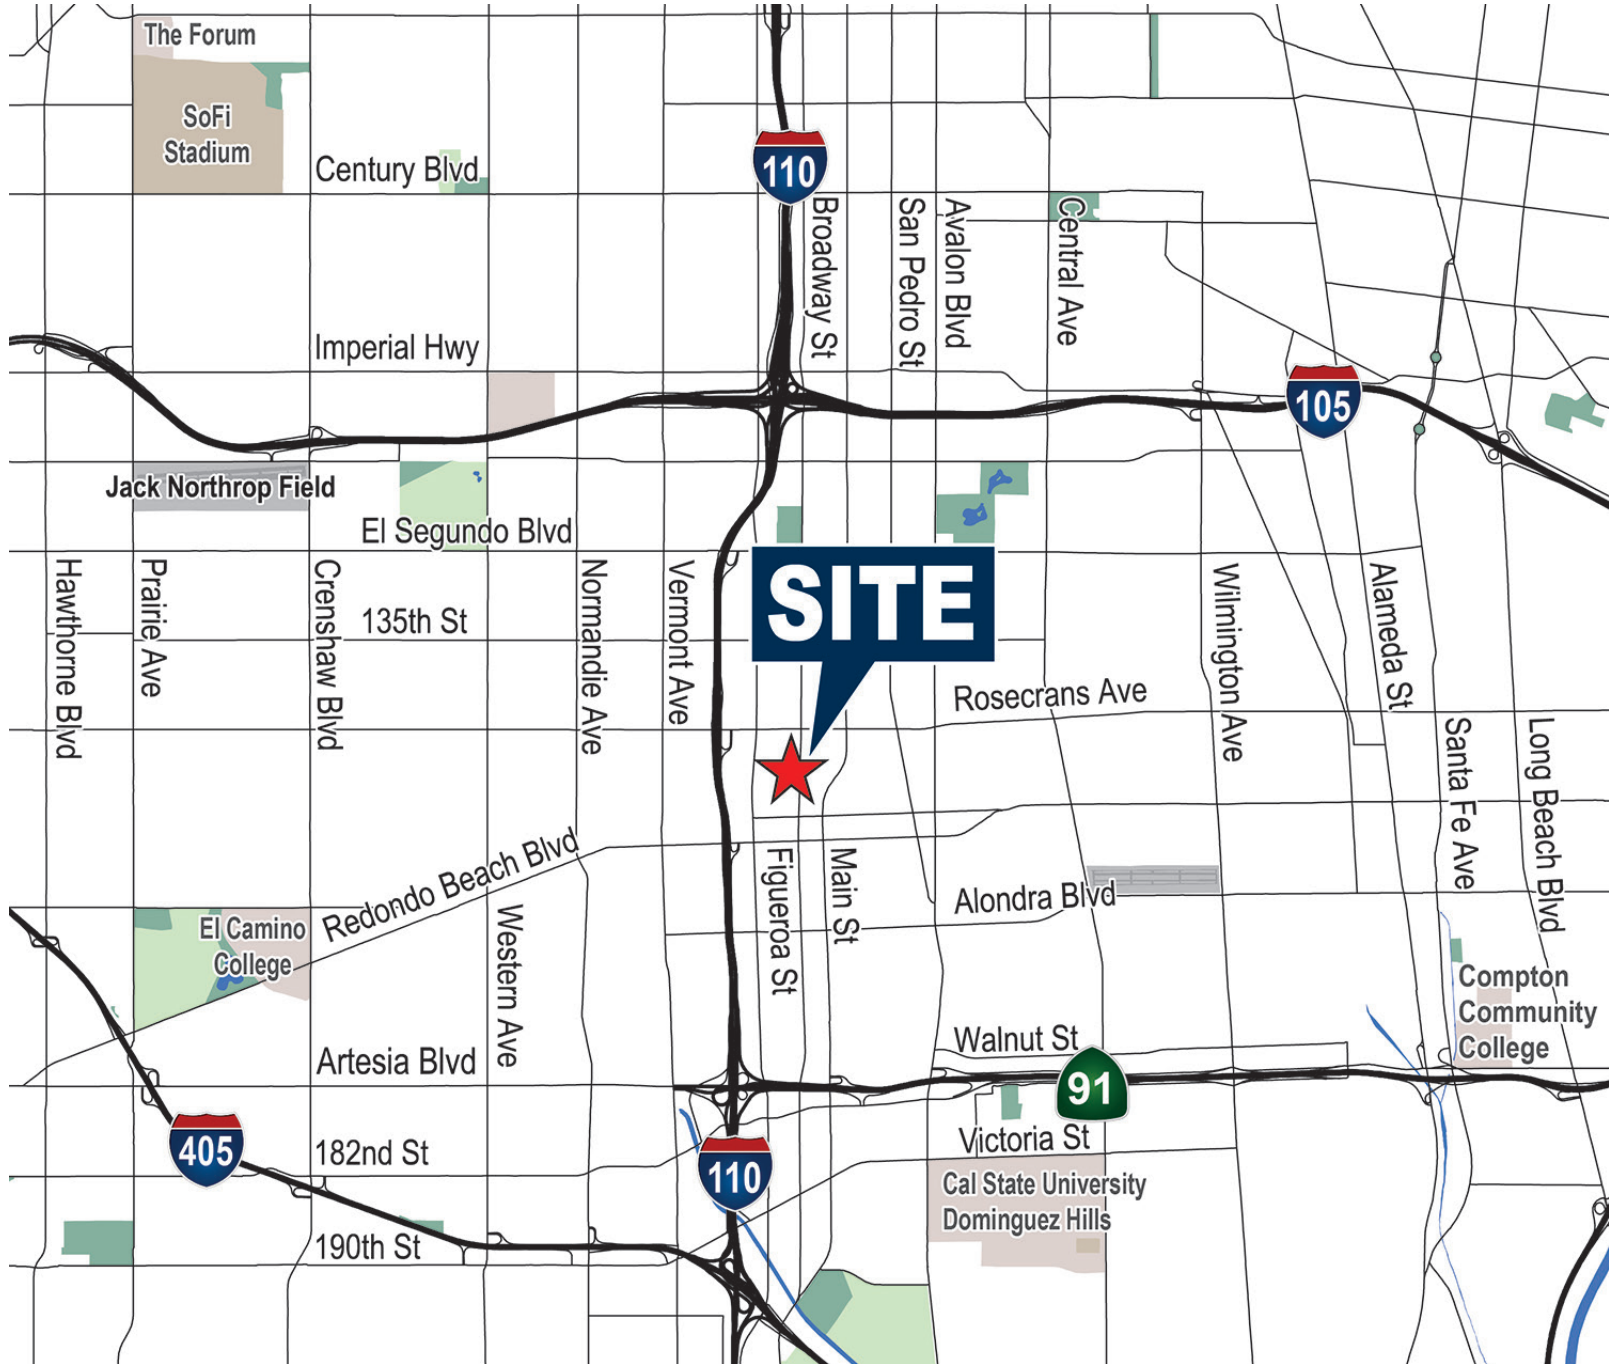 The Forum
SoFi
Stadium
Century Blvd
110
Broadway St
San Pedro St
Avalon Blvd
Central Ave
Imperial Hwy
105
Jack Northrop Field
El Segundo Blvd
Hawthorne Blvd
Prairie Ave
Crenshaw Blvd
135th St
Normandie Ave
Vermont Ave
SITE
Wilmington Ave
Alameda St
Rosecrans Ave
Santa Fe Ave
Long Beach Blvd
Redondo Beach Blvd
Figueroa St
Main St
Alondra Blvd
El Camino
College
Western Ave
Compton
Community
College
Walnut St
Artesia Blvd
91
405
182nd St
110
Victoria St
Cal State University
Dominguez Hills
190th St